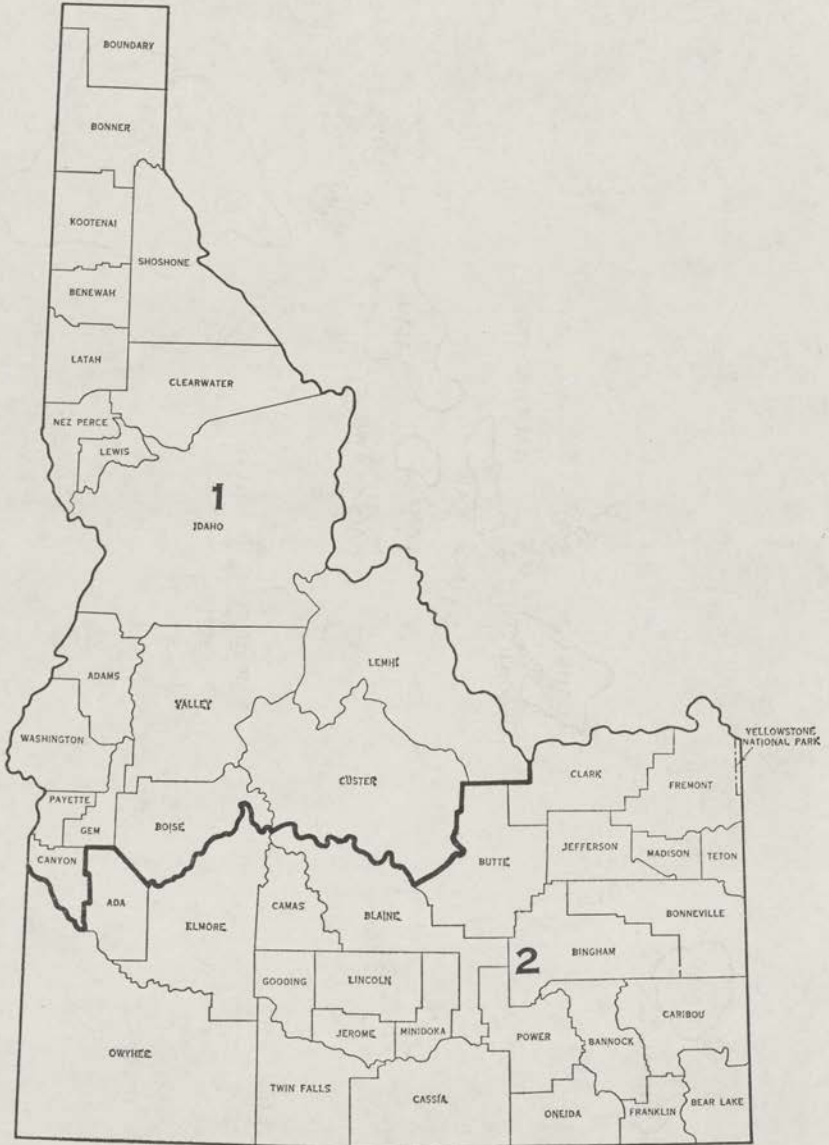 BOUNDARY
BONNER
KOOTENAI
SHOSHONE
BENEWAH
LATAH
CLEARWATER
NEZ PERCE
LEWIS
1
IDAHO
LEMHI
ADAMS
VALLEY
WASHINGTON
YELLOWSTONE
NATIONAL PARK
CUSTER
CLARK
FREMONT
PAYETTE
GEM
BOISE
CANYON
BUTTE
JEFFERSON
MADISON
TETON
ADA
ELMORE
CAMAS
BLAINE
BONNEVILLE
2
BINGHAM
GOODING
LINCOLN
CARIBOU
JEROME
MINIDOKA
POWER
BANNOCK
OWYHEE
TWIN FALLS
CASSIA
ONEIDA
FRANKLIN
BEAR LAKE